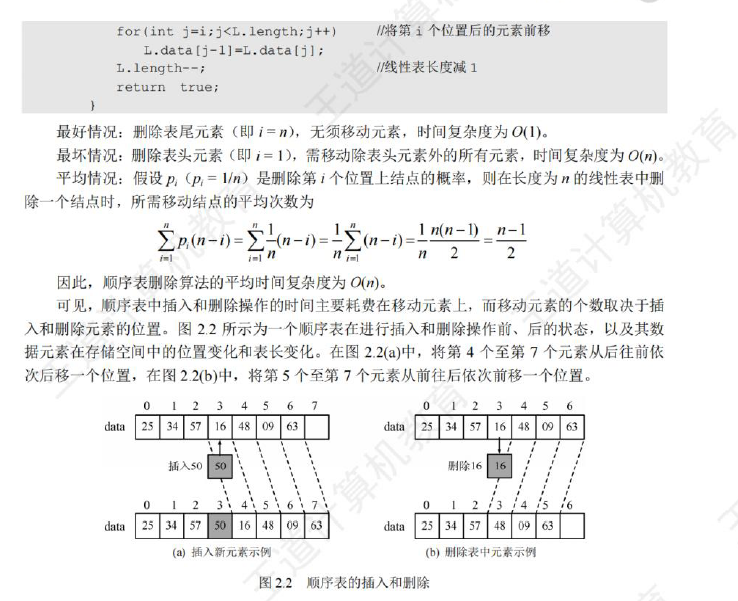 for(int j=i;j<L.length;j++) //将第 i 个位置后的元素前移
L.data[j-1]=L.data[j];
L.length--; //线性表长度减 1
return true;
}
最好情况：删除表尾元素（即 i = n），无须移动元素，时间复杂度为 O(1)。
最坏情况：删除表头元素（即 i = 1），需移动除表头元素外的所有元素，时间复杂度为 O(n)。
平均情况：假设 pᵢ（pᵢ = 1/n）是删除第 i 个位置上结点的概率，则在长度为 n 的线性表中删
除一个结点时，所需移动结点的平均次数为
∑_{i=1}^{n} pᵢ(n−i) = ∑_{i=1}^{n} 1/n (n−i) = 1/n ∑_{i=1}^{n} (n−i) = 1/n n(n−1)/2 = n−1/2
因此，顺序表删除算法的平均时间复杂度为 O(n)。
可见，顺序表中插入和删除操作的时间主要耗费在移动元素上，而移动元素的个数取决于插
入和删除元素的位置。图 2.2 所示为一个顺序表在进行插入和删除操作前、后的状态，以及其数
据元素在存储空间中的位置变化和表长变化。在图 2.2(a)中，将第 4 个至第 7 个元素从后往前依
次后移一个位置，在图 2.2(b)中，将第 5 个至第 7 个元素从前往后依次前移一个位置。
0 1 2 3 4 5 6 7
data 25 34 57 16 48 09 63
插入50 50
0 1 2 3 4 5 6 7
data 25 34 57 50 16 48 09 63
(a) 插入新元素示例
0 1 2 3 4 5 6
data 25 34 57 16 48 09 63
删除16 16
0 1 2 3 4 5 6
data 25 34 57 48 09 63
(b) 删除表中元素示例
图 2.2 顺序表的插入和删除
王道计算机教育